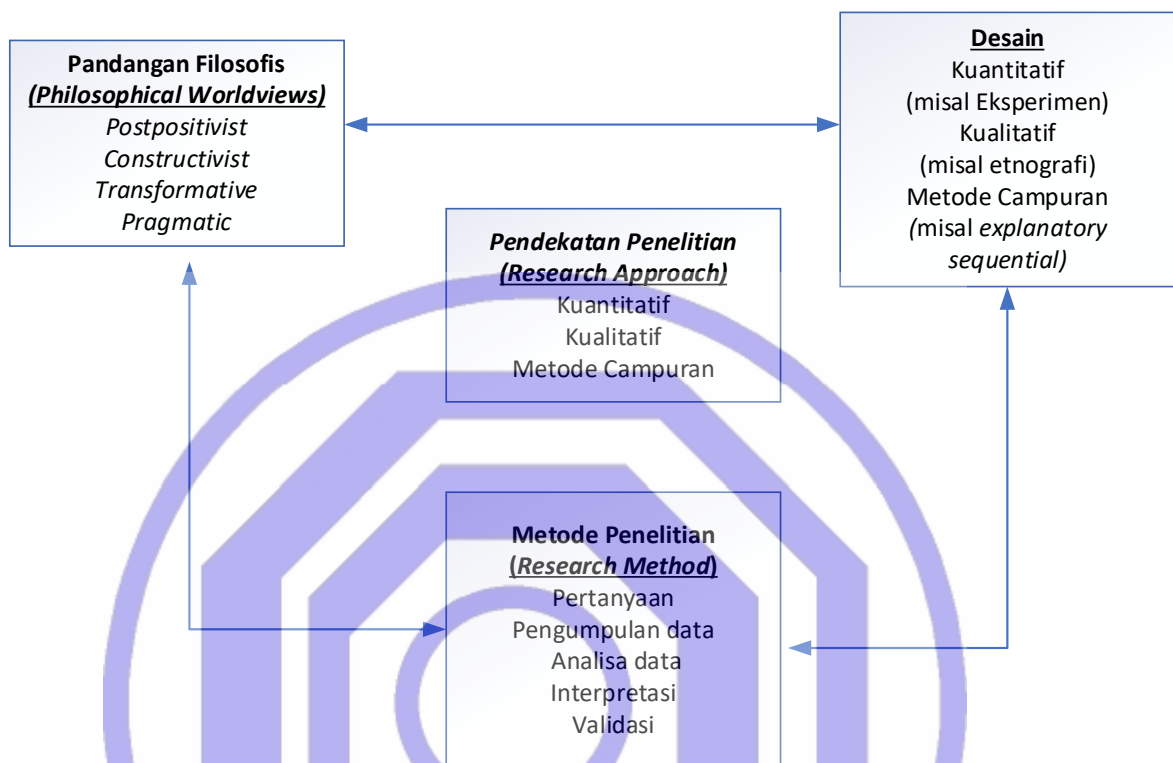 Pandangan Filosofis
(Philosophical Worldviews)
Postpositivist
Constructivist
Transformative
Pragmatic
Desain
Kuantitatif
(misal Eksperimen)
Kualitatif
(misal etnografi)
Metode Campuran
(misal explanatory
sequential)
Pendekatan Penelitian
(Research Approach)
Kuantitatif
Kualitatif
Metode Campuran
Metode Penelitian
(Research Method)
Pertanyaan
Pengumpulan data
Analisa data
Interpretasi
Validasi